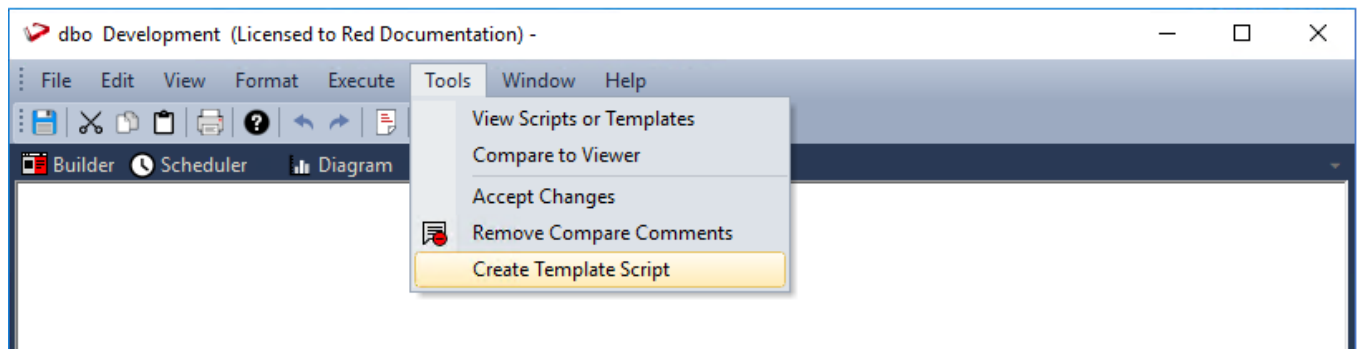 dbo Development (Licensed to Red Documentation) -
File Edit View Format Execute Tools Window Help
View Scripts or Templates
Builder Scheduler Diagram
Compare to Viewer
Accept Changes
Remove Compare Comments
Create Template Script